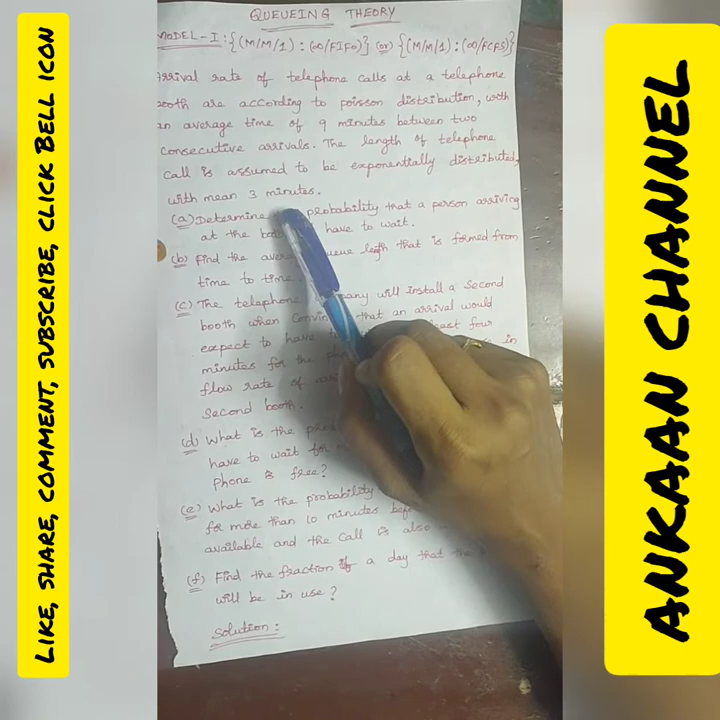 LIKE, SHARE, COMMENT, SUBSCRIBE, CLICK BELL ICON
QUEUEING THEORY
MODEL-I: {(M/M/1) : (∞/FIFO)} (or) {(M/M/1) : (∞/FCFS)}
Arrival rate of telephone calls at a telephone
booth are according to poisson distribution, with
an average time of 9 minutes between two
consecutive arrivals. The length of telephone
call is assumed to be exponentially distributed,
with mean 3 minutes.
(a) Determine probability that a person arriving
at the have to wait.
(b) Find the that is formed from
time to time.
(c) The telephone will install a second
booth when that an arrival would
expect to have four
minutes for the in
flow rate of
second booth.
(d) What is the
have to wait for
phone is free?
(e) What is the probability
for more than 10 minutes
available and the call is also
(f) Find the fraction of a day that the
will be in use?
Solution:
ANKAAN CHANNEL